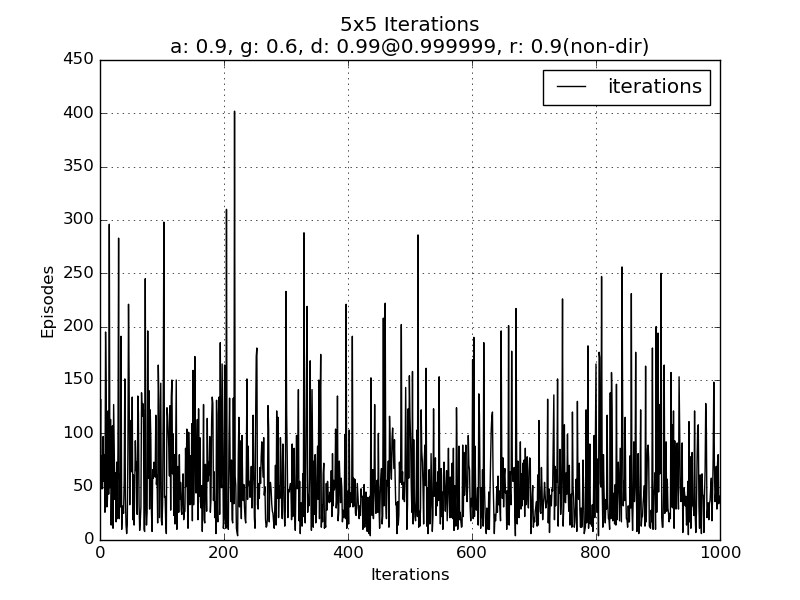 5x5 Iterations
a: 0.9, g: 0.6, d: 0.99@0.999999, r: 0.9(non-dir)
450
400
350
300
250
200
150
100
50
0
Episodes
iterations
0 200 400 600 800 1000
Iterations